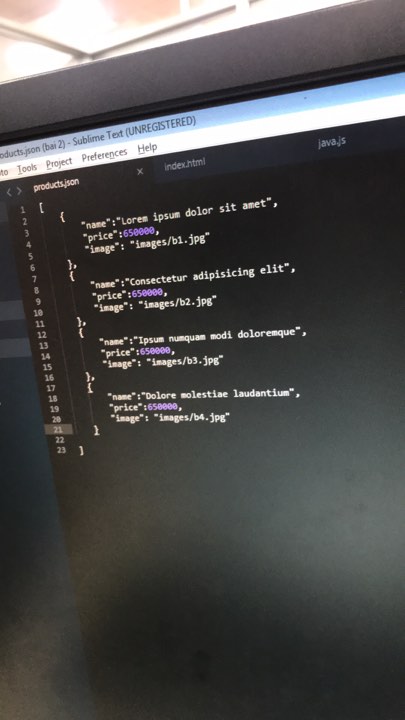 oducts.json (bai 2) - Sublime Text (UNREGISTERED)
to Tools Project Preferences Help
products.json × index.html java.js
1 [
2 {
3 "name":"Lorem ipsum dolor sit amet",
4 "price":650000,
5 "image": "images/b1.jpg"
6 },
7 {
8 "name":"Consectetur adipisicing elit",
9 "price":650000,
10 "image": "images/b2.jpg"
11 },
12 {
13 "name":"Ipsum numquam modi doloremque",
14 "price":650000,
15 "image": "images/b3.jpg"
16 },
17 {
18 "name":"Dolore molestiae laudantium",
19 "price":650000,
20 "image": "images/b4.jpg"
21 }
22
23 ]